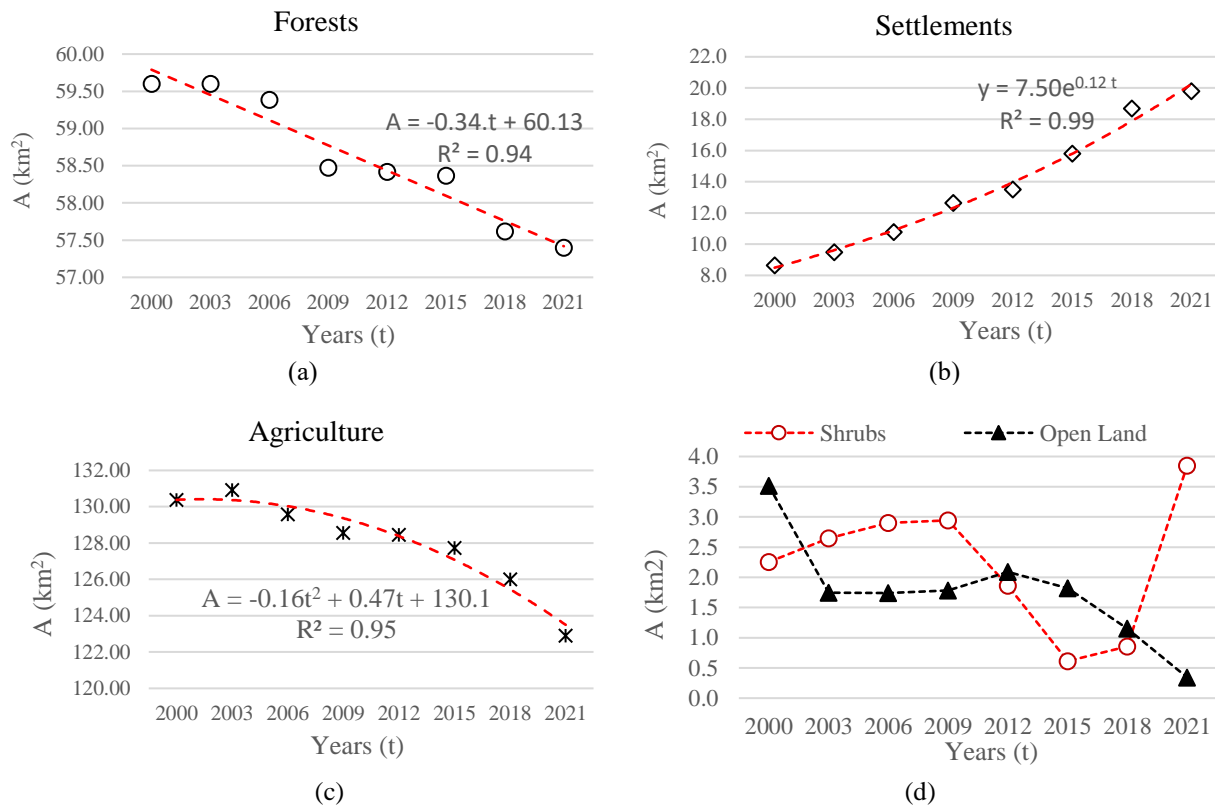 Forests
60.00
59.50
59.00
58.50
58.00
57.50
57.00
A (km²)
A = -0.34.t + 60.13
R² = 0.94
2000 2003 2006 2009 2012 2015 2018 2021
Years (t)
(a)
Settlements
22.0
20.0
18.0
16.0
14.0
12.0
10.0
8.0
A (km²)
y = 7.50e^0.12 t
R² = 0.99
2000 2003 2006 2009 2012 2015 2018 2021
Years (t)
(b)
Agriculture
132.00
130.00
128.00
126.00
124.00
122.00
120.00
A (km²)
A = -0.16t² + 0.47t + 130.1
R² = 0.95
2000 2003 2006 2009 2012 2015 2018 2021
Years (t)
(c)
Shrubs Open Land
4.0
3.5
3.0
2.5
2.0
1.5
1.0
0.5
0.0
A (km2)
2000 2003 2006 2009 2012 2015 2018 2021
Years (t)
(d)